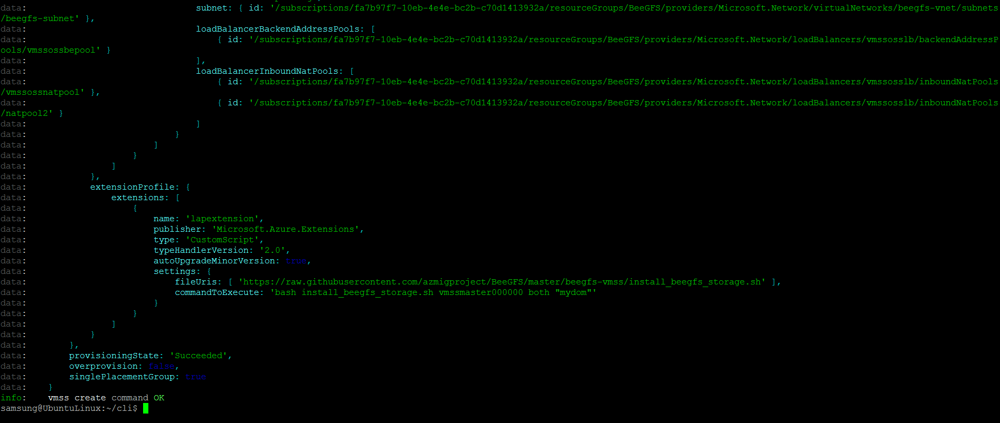 data:                                subnet: { id: '/subscriptions/fa7b97f7-10eb-4e4e-bc2b-c70d1413932a/resourceGroups/BeeGFS/providers/Microsoft.Network/virtualNetworks/beegfs-vnet/subnets
/beegfs-subnet' },
data:                                loadBalancerBackendAddressPools: [
data:                                    { id: '/subscriptions/fa7b97f7-10eb-4e4e-bc2b-c70d1413932a/resourceGroups/BeeGFS/providers/Microsoft.Network/loadBalancers/vmssosslb/backendAddressP
ools/vmssossbepool' }
data:                                ],
data:                                loadBalancerInboundNatPools: [
data:                                    { id: '/subscriptions/fa7b97f7-10eb-4e4e-bc2b-c70d1413932a/resourceGroups/BeeGFS/providers/Microsoft.Network/loadBalancers/vmssosslb/inboundNatPools
/vmssossnatpool' },
data:                                    { id: '/subscriptions/fa7b97f7-10eb-4e4e-bc2b-c70d1413932a/resourceGroups/BeeGFS/providers/Microsoft.Network/loadBalancers/vmssosslb/inboundNatPools
/natpool2' }
data:                                ]
data:                            }
data:                        ]
data:                    }
data:                ]
data:            },
data:            extensionProfile: {
data:                extensions: [
data:                    {
data:                        name: 'lapextension',
data:                        publisher: 'Microsoft.Azure.Extensions',
data:                        type: 'CustomScript',
data:                        typeHandlerVersion: '2.0',
data:                        autoUpgradeMinorVersion: true,
data:                        settings: {
data:                            fileUris: [ 'https://raw.githubusercontent.com/azmigproject/BeeGFS/master/beegfs-vmss/install_beegfs_storage.sh' ],
data:                            commandToExecute: 'bash install_beegfs_storage.sh vmssmaster000000 both "mydom"'
data:                        }
data:                    }
data:                ]
data:            }
data:        },
data:        provisioningState: 'Succeeded',
data:        overprovision: false,
data:        singlePlacementGroup: true
data:    }
info:    vmss create command OK
samsung@UbuntuLinux:~/cli$